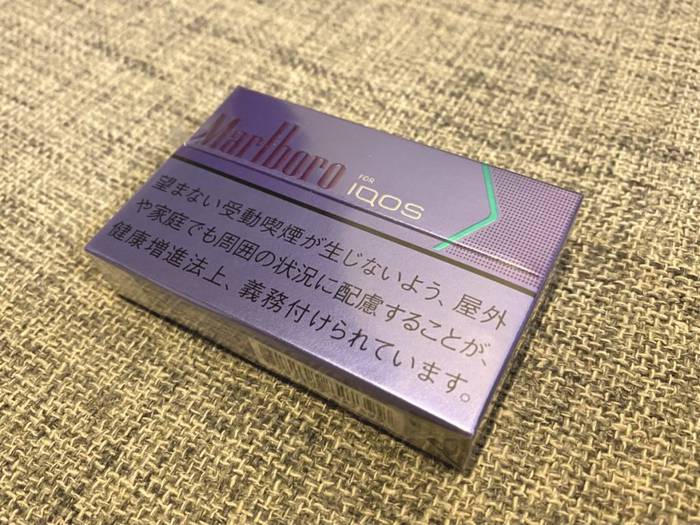 Marlboro
FOR
IQOS
望まない受動喫煙が生じないよう、屋外
や家庭でも周囲の状況に配慮することが、
健康増進法上、義務付けられています。